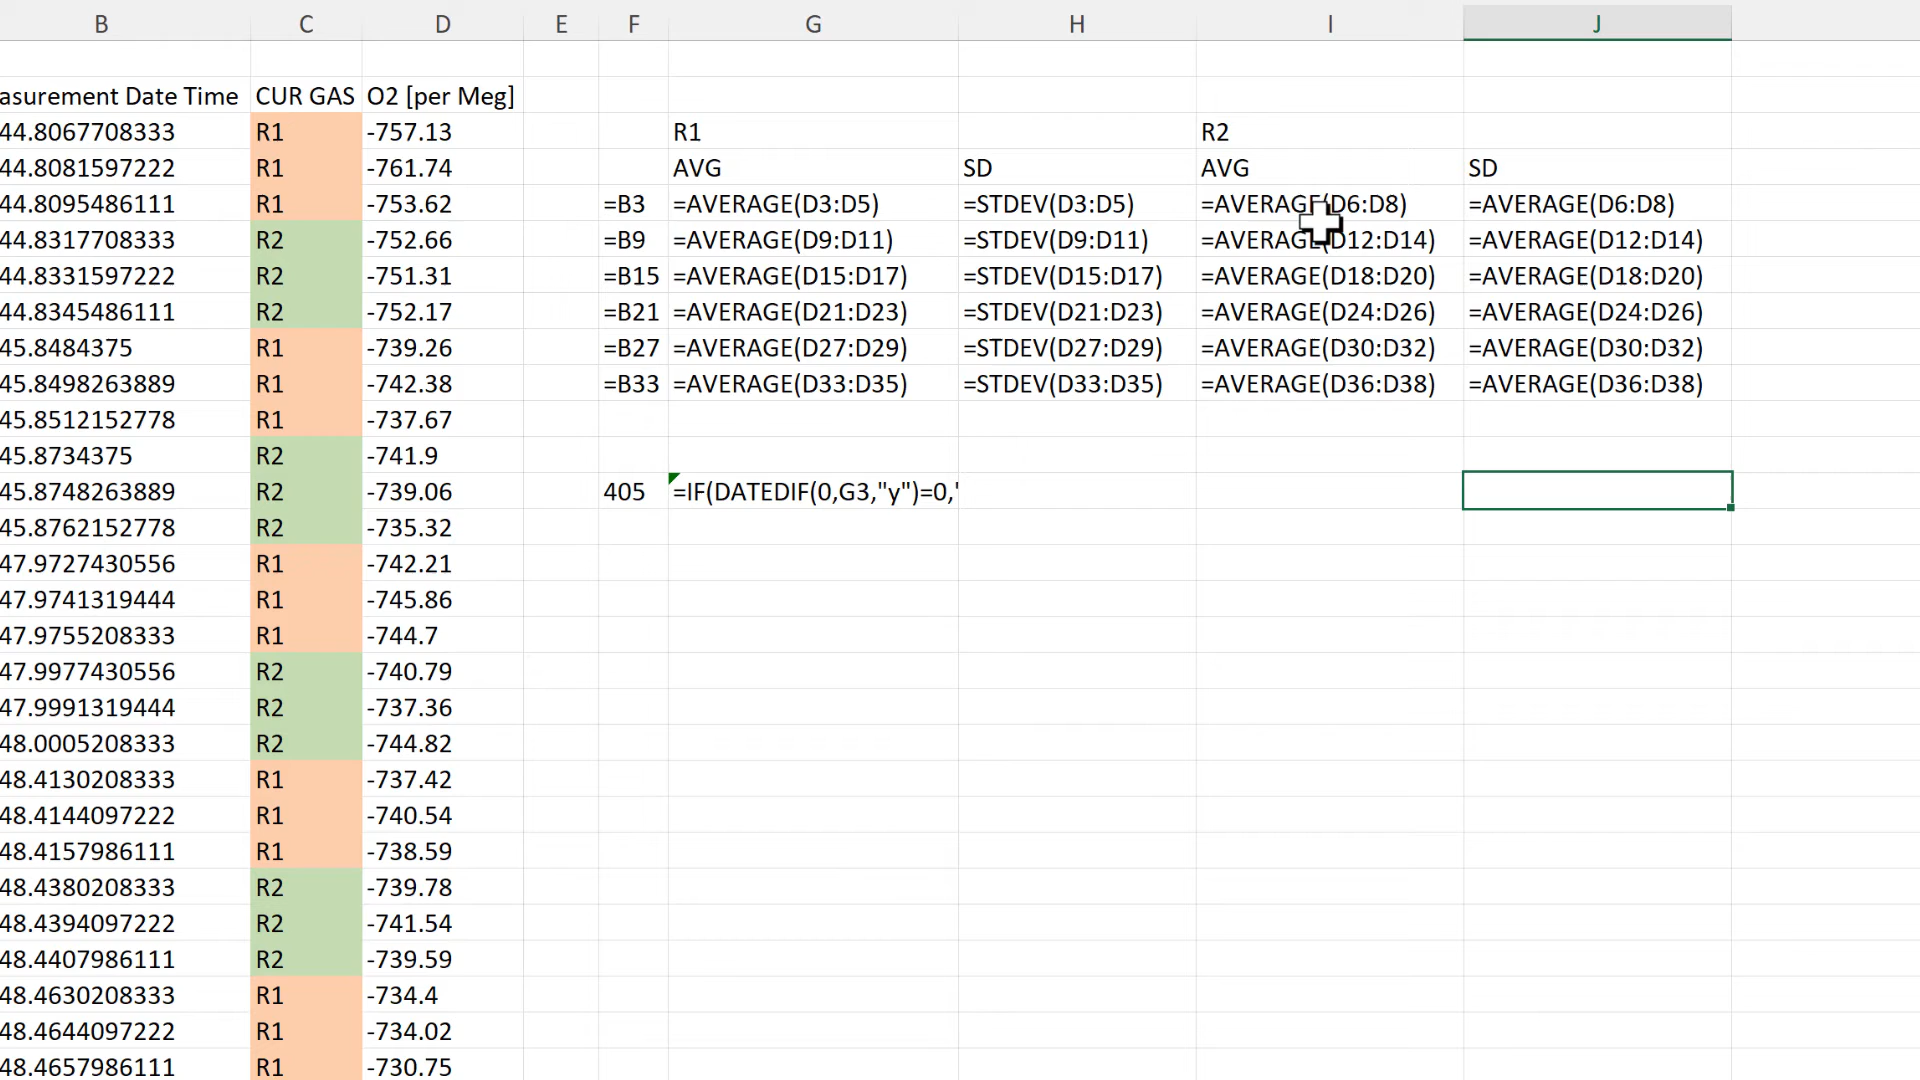 B C D E F G H I J
asurement Date Time CUR GAS O2 [per Meg]
44.8067708333 R1 -757.13 R1 R2
44.8081597222 R1 -761.74 AVG SD AVG SD
44.8095486111 R1 -753.62 =B3 =AVERAGE(D3:D5) =STDEV(D3:D5) =AVERAGE(D6:D8) =AVERAGE(D6:D8)
44.8317708333 R2 -752.66 =B9 =AVERAGE(D9:D11) =STDEV(D9:D11) =AVERAGE(D12:D14) =AVERAGE(D12:D14)
44.8331597222 R2 -751.31 =B15 =AVERAGE(D15:D17) =STDEV(D15:D17) =AVERAGE(D18:D20) =AVERAGE(D18:D20)
44.8345486111 R2 -752.17 =B21 =AVERAGE(D21:D23) =STDEV(D21:D23) =AVERAGE(D24:D26) =AVERAGE(D24:D26)
45.8484375 R1 -739.26 =B27 =AVERAGE(D27:D29) =STDEV(D27:D29) =AVERAGE(D30:D32) =AVERAGE(D30:D32)
45.8498263889 R1 -742.38 =B33 =AVERAGE(D33:D35) =STDEV(D33:D35) =AVERAGE(D36:D38) =AVERAGE(D36:D38)
45.8512152778 R1 -737.67
45.8734375 R2 -741.9
45.8748263889 R2 -739.06 405 =IF(DATEDIF(0,G3,"y")=0,'
45.8762152778 R2 -735.32
47.9727430556 R1 -742.21
47.9741319444 R1 -745.86
47.9755208333 R1 -744.7
47.9977430556 R2 -740.79
47.9991319444 R2 -737.36
48.0005208333 R2 -744.82
48.4130208333 R1 -737.42
48.4144097222 R1 -740.54
48.4157986111 R1 -738.59
48.4380208333 R2 -739.78
48.4394097222 R2 -741.54
48.4407986111 R2 -739.59
48.4630208333 R1 -734.4
48.4644097222 R1 -734.02
48.4657986111 R1 -730.75